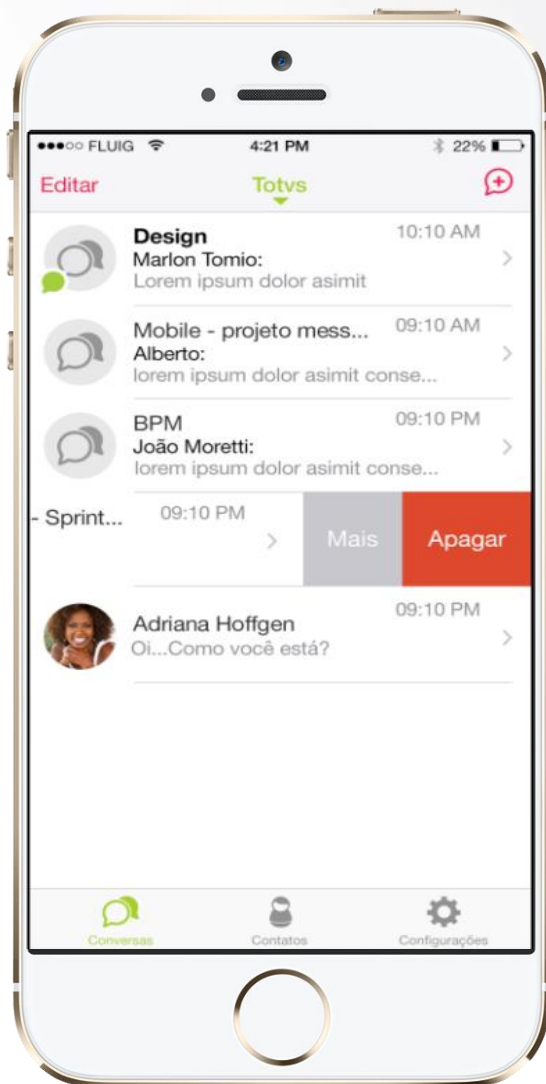 FLUIG 4:21 PM 22%
Editar Totvs
Design 10:10 AM
Marlon Tomio:
Lorem ipsum dolor asimit
Mobile - projeto mess... 09:10 AM
Alberto:
lorem ipsum dolor asimit conse...
BPM 09:10 PM
João Moretti:
lorem ipsum dolor asimit conse...
- Sprint... 09:10 PM Mais Apagar
Adriana Hoffgen 09:10 PM
Oi...Como você está?
Conversas Contatos Configurações